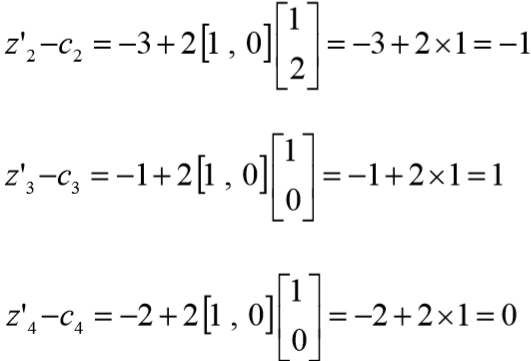 z'₂−c₂ = −3+2[1 , 0][1 2] = −3+2×1 = −1
z'₃−c₃ = −1+2[1 , 0][1 0] = −1+2×1 = 1
z'₄−c₄ = −2+2[1 , 0][1 0] = −2+2×1 = 0